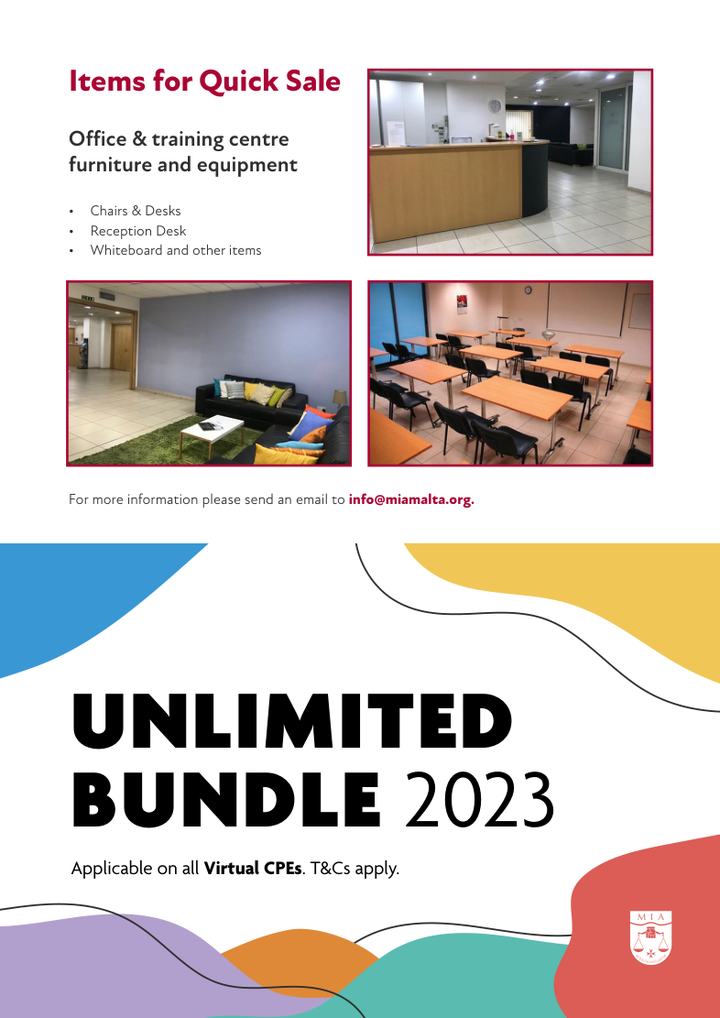 Items for Quick Sale
Office & training centre
furniture and equipment
• Chairs & Desks
• Reception Desk
• Whiteboard and other items
For more information please send an email to info@miamalta.org.
UNLIMITED
BUNDLE 2023
Applicable on all Virtual CPEs. T&Cs apply.
MIA